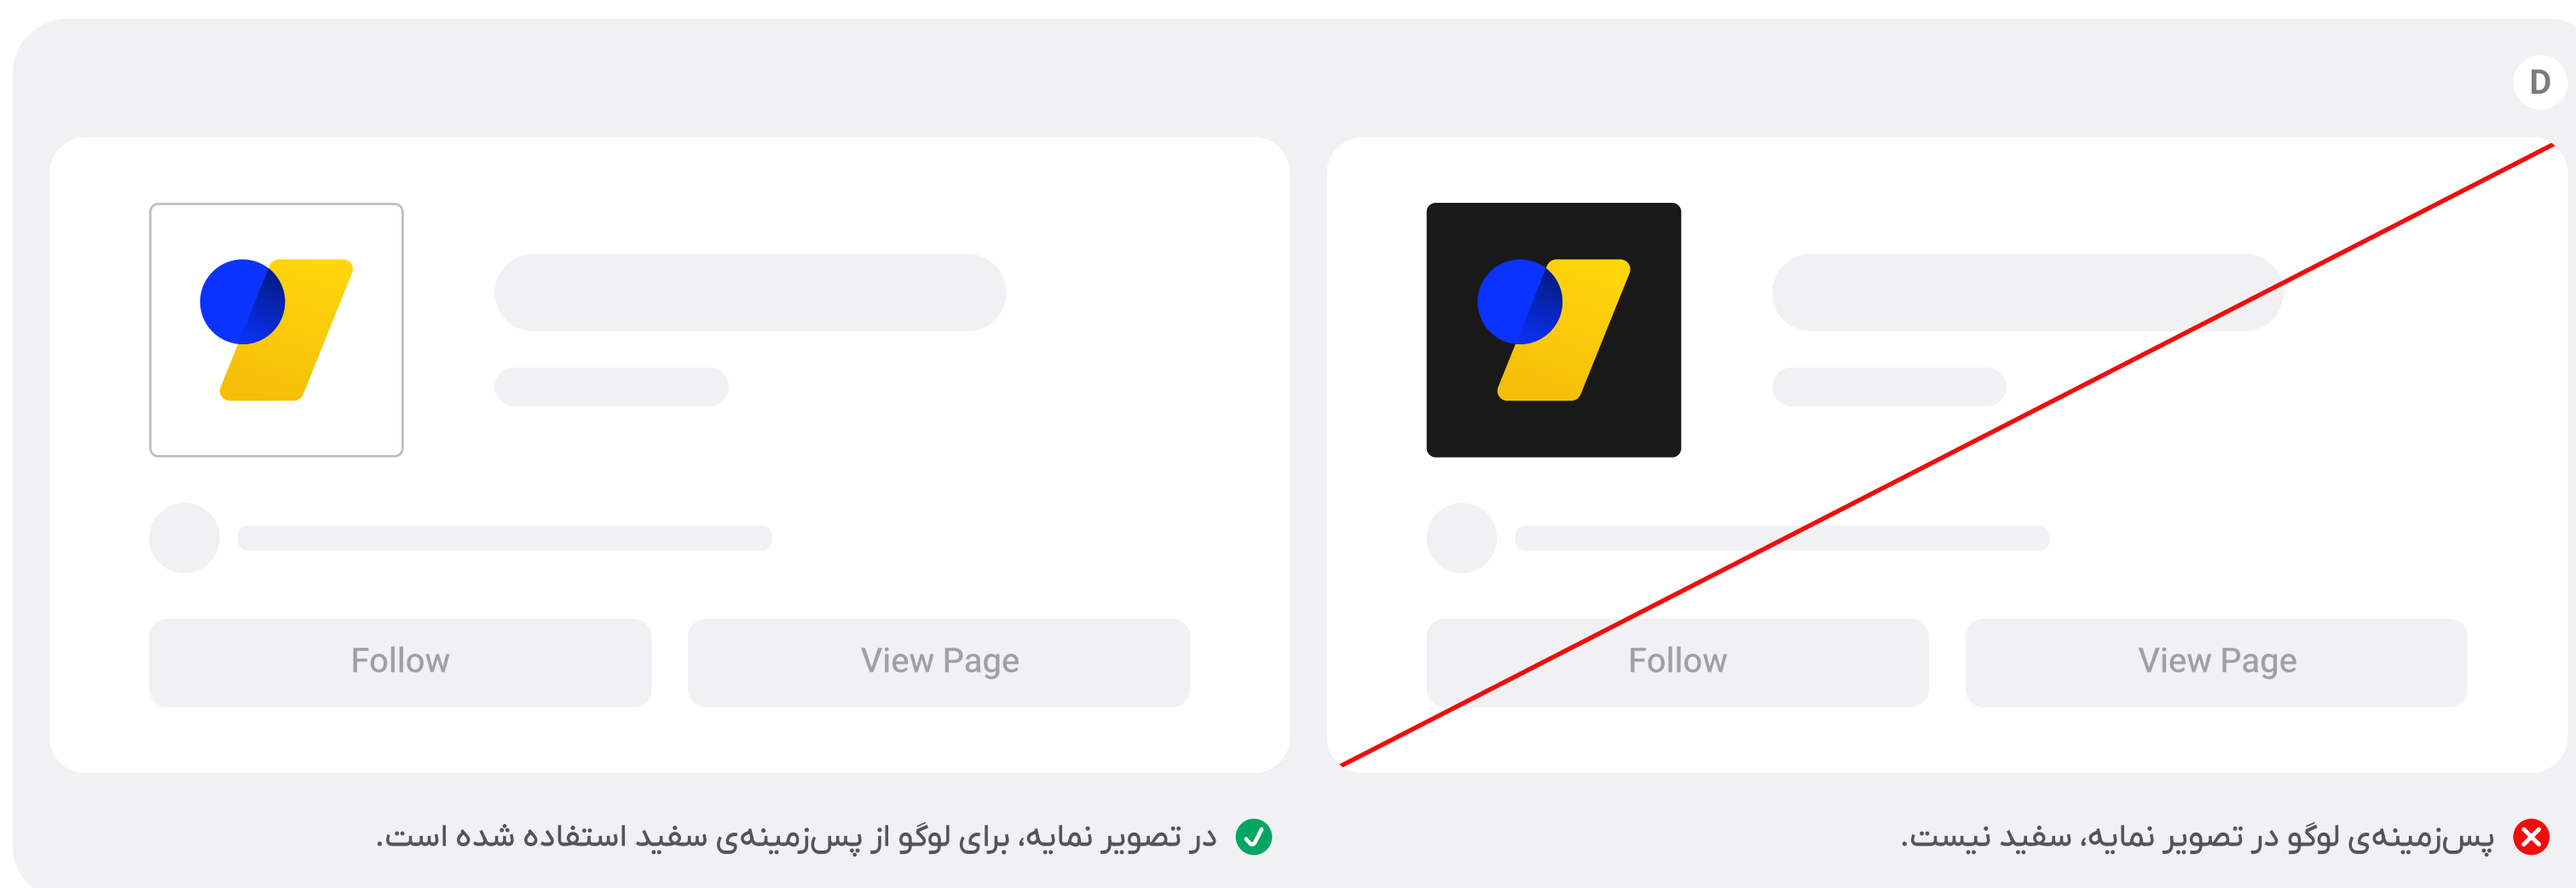 D
Follow
View Page
Follow
View Page
پس‌زمینه‌ی لوگو در تصویر نمایه، سفید نیست.
در تصویر نمایه، برای لوگو از پس‌زمینه‌ی سفید استفاده شده است.